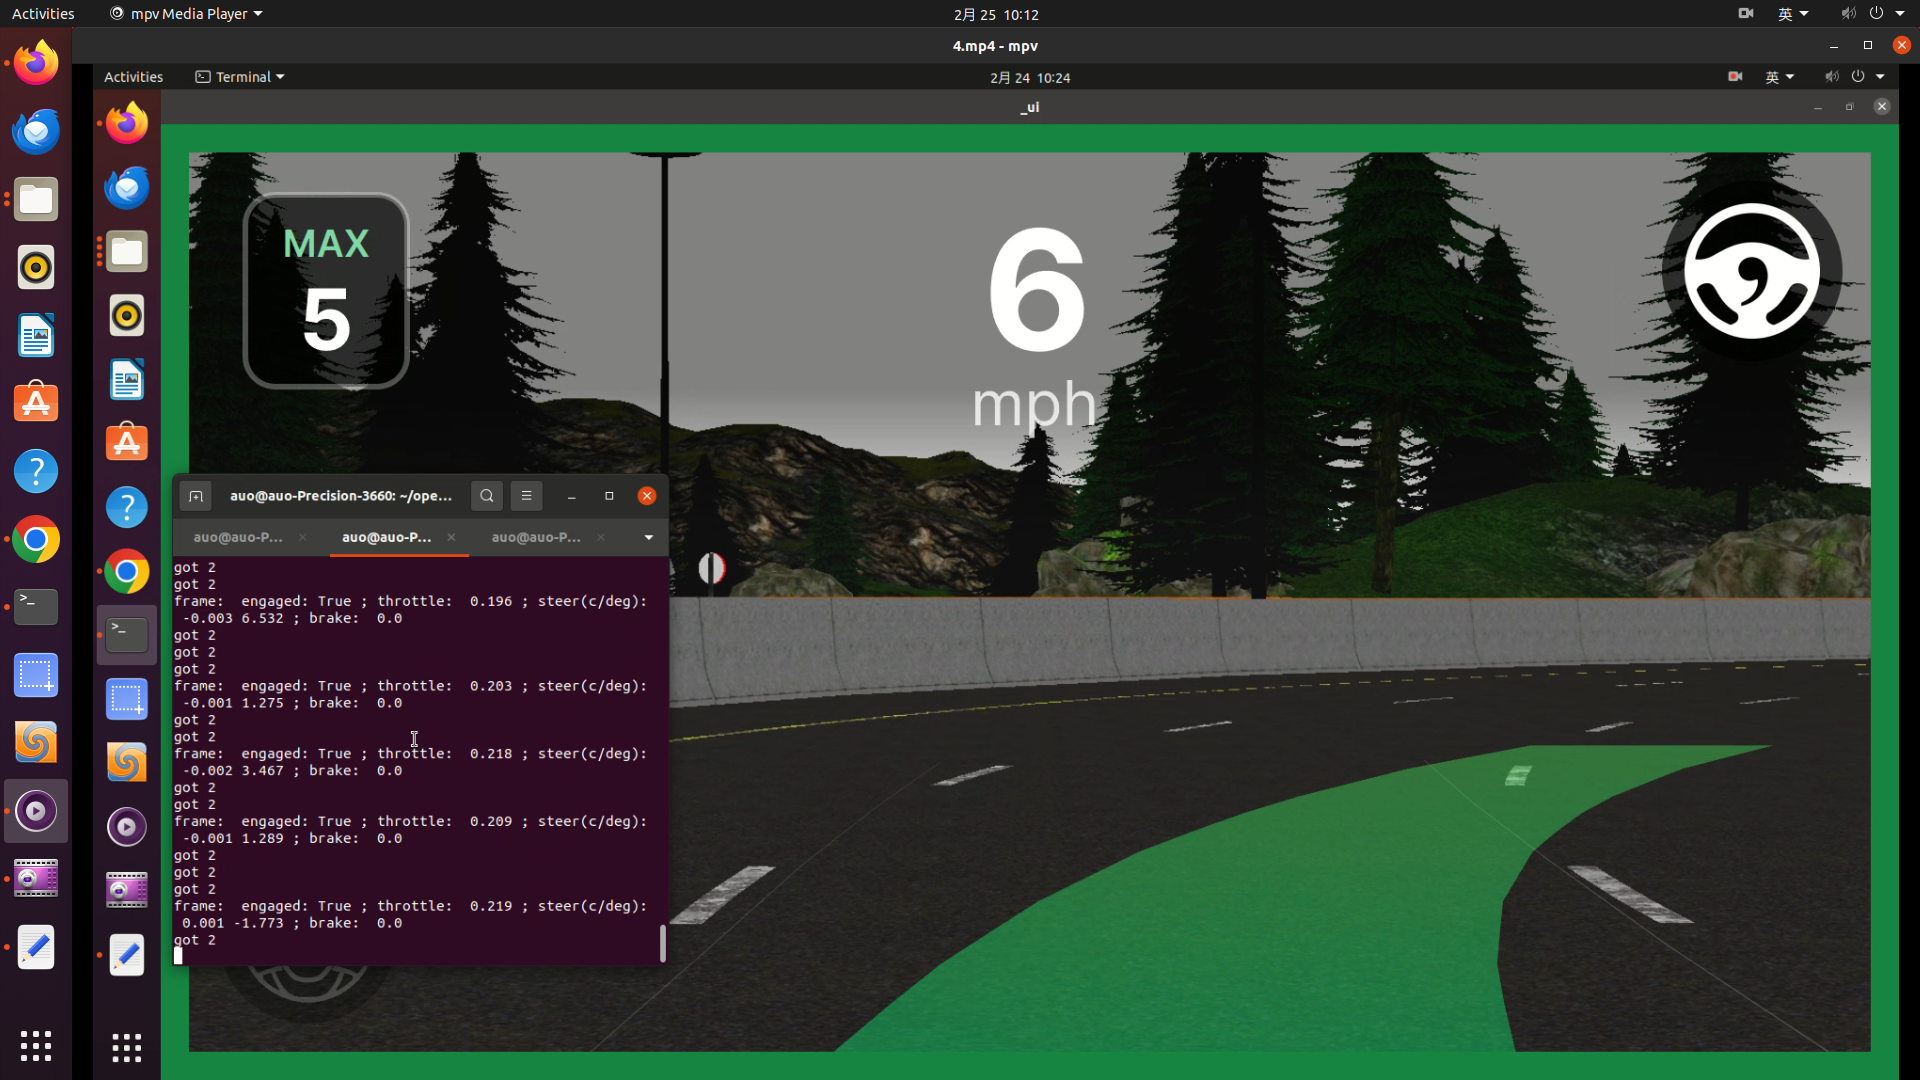 Activities
mpv Media Player
2月 25 10:12
英
4.mp4 - mpv
Activities
Terminal
2月 24 10:24
英
_ui
MAX
5
6
mph
auo@auo-Precision-3660: ~/ope...
auo@auo-P...
auo@auo-P...
auo@auo-P...
got 2
got 2
frame:  engaged: True ; throttle:  0.196 ; steer(c/deg):
-0.003 6.532 ; brake:  0.0
got 2
got 2
got 2
frame:  engaged: True ; throttle:  0.203 ; steer(c/deg):
-0.001 1.275 ; brake:  0.0
got 2
got 2
frame:  engaged: True ; throttle:  0.218 ; steer(c/deg):
-0.002 3.467 ; brake:  0.0
got 2
got 2
frame:  engaged: True ; throttle:  0.209 ; steer(c/deg):
-0.001 1.289 ; brake:  0.0
got 2
got 2
got 2
frame:  engaged: True ; throttle:  0.219 ; steer(c/deg):
0.001 -1.773 ; brake:  0.0
got 2